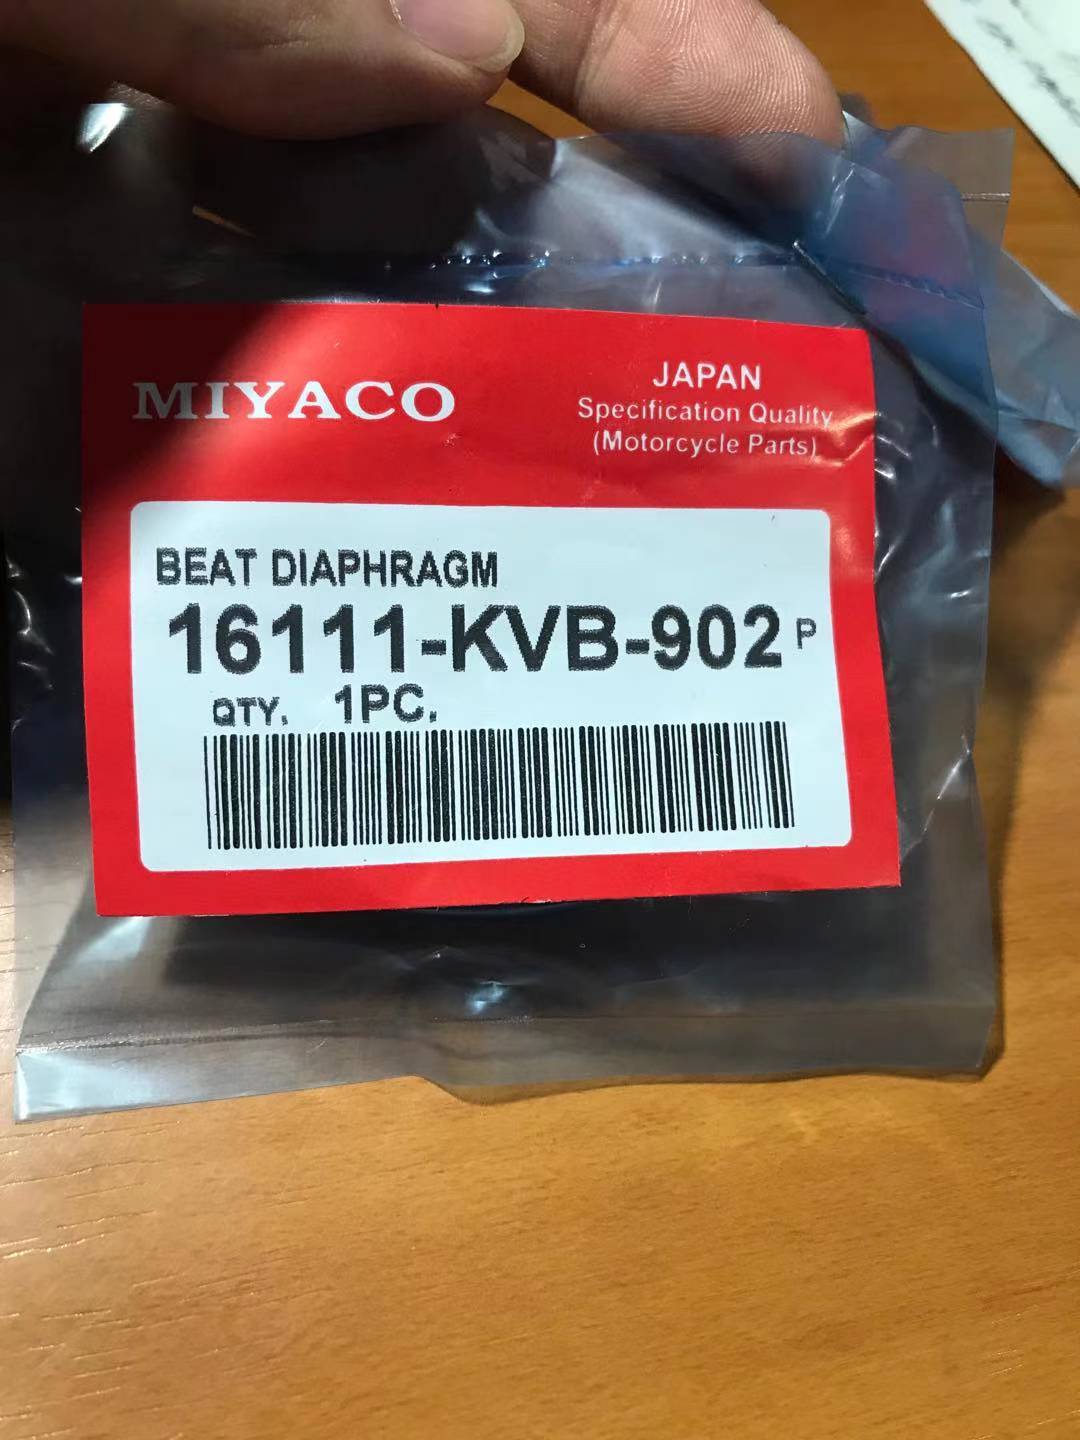 MIYACO
JAPAN
Specification Quality
(Motorcycle Parts)
BEAT DIAPHRAGM
16111-KVB-902 P
QTY. 1PC.